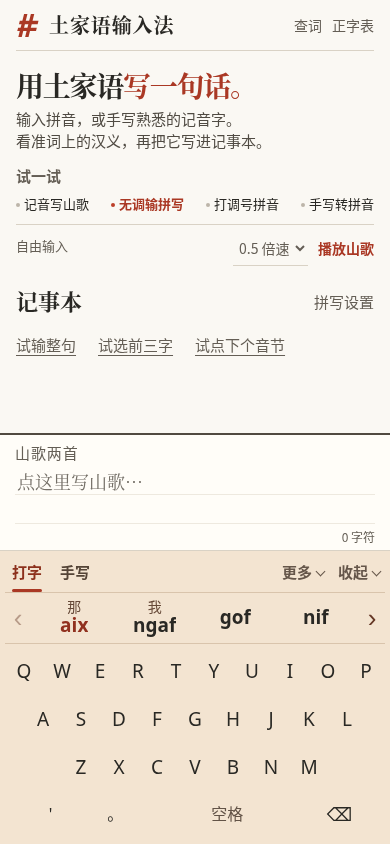 # 土家语输入法 查词 正字表
用土家语写一句话。
输入拼音，或手写熟悉的记音字。
看准词上的汉义，再把它写进记事本。
试一试
记音写山歌 无调输拼写 打调号拼音 手写转拼音
自由输入 0.5 倍速 播放山歌
记事本 拼写设置
试输整句 试选前三字 试点下个音节
山歌两首
点这里写山歌…
0 字符
打字 手写 更多 收起
那 我
‹ aix ngaf gof nif ›
Q W E R T Y U I O P
A S D F G H J K L
Z X C V B N M
' 。 空格 ⌫